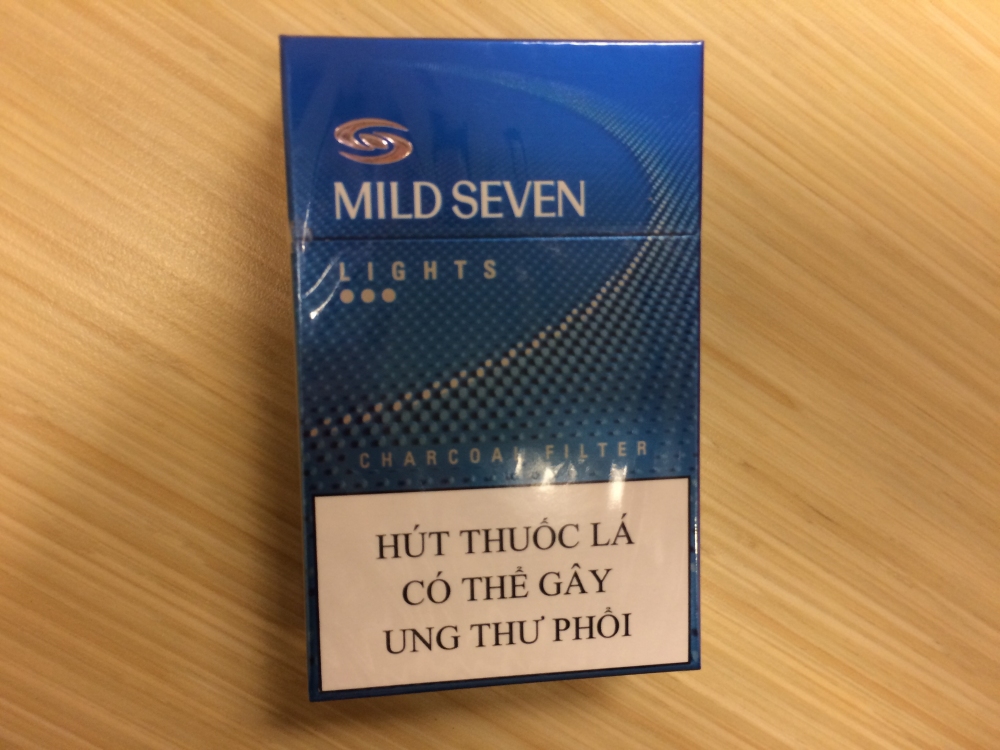 MILD SEVEN
LIGHTS
CHARCOAL FILTER
HÚT THUỐC LÁ
CÓ THỂ GÂY
UNG THƯ PHỔI